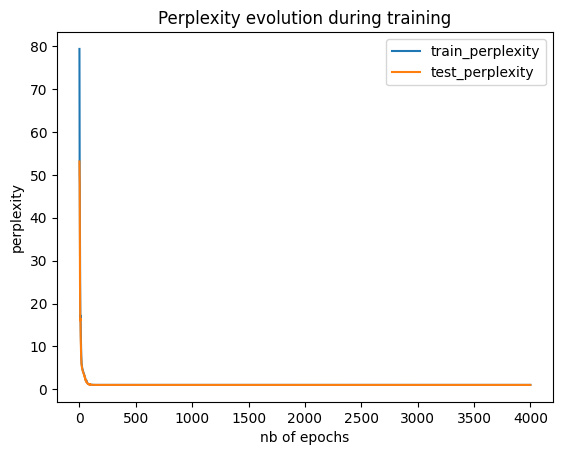 Perplexity evolution during training
train_perplexity
test_perplexity
perplexity
80
70
60
50
40
30
20
10
0
0 500 1000 1500 2000 2500 3000 3500 4000
nb of epochs